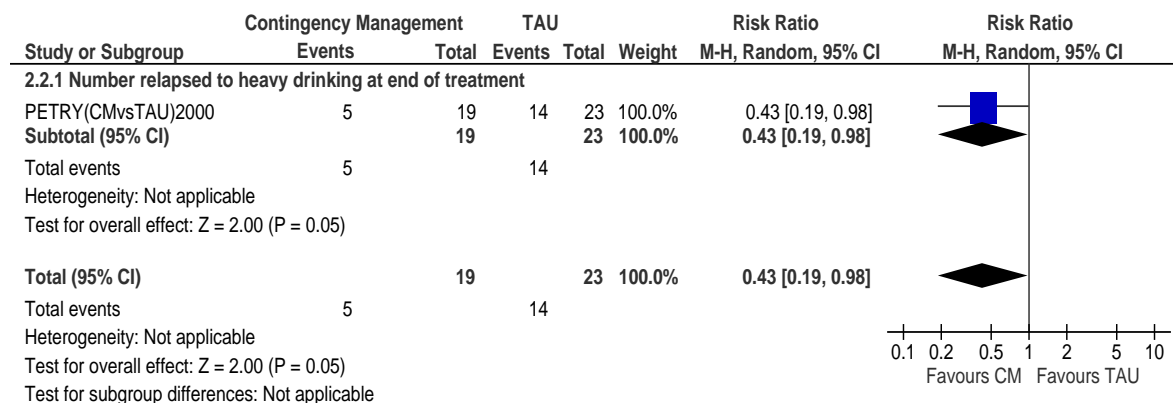 Contingency Management TAU Risk Ratio Risk Ratio
Study or Subgroup Events Total Events Total Weight M-H, Random, 95% CI M-H, Random, 95% CI
2.2.1 Number relapsed to heavy drinking at end of treatment
PETRY(CMvsTAU)2000 5 19 14 23 100.0% 0.43 [0.19, 0.98]
Subtotal (95% CI) 19 23 100.0% 0.43 [0.19, 0.98]
Total events 5 14
Heterogeneity: Not applicable
Test for overall effect: Z = 2.00 (P = 0.05)
Total (95% CI) 19 23 100.0% 0.43 [0.19, 0.98]
Total events 5 14
Heterogeneity: Not applicable
Test for overall effect: Z = 2.00 (P = 0.05)
Test for subgroup differences: Not applicable
0.1 0.2 0.5 1 2 5 10
Favours CM Favours TAU